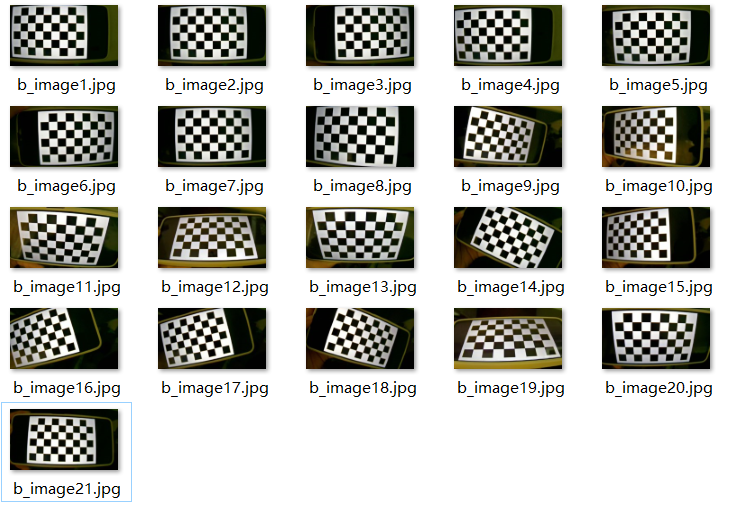 b_image1.jpg b_image2.jpg b_image3.jpg b_image4.jpg b_image5.jpg
b_image6.jpg b_image7.jpg b_image8.jpg b_image9.jpg b_image10.jpg
b_image11.jpg b_image12.jpg b_image13.jpg b_image14.jpg b_image15.jpg
b_image16.jpg b_image17.jpg b_image18.jpg b_image19.jpg b_image20.jpg
b_image21.jpg